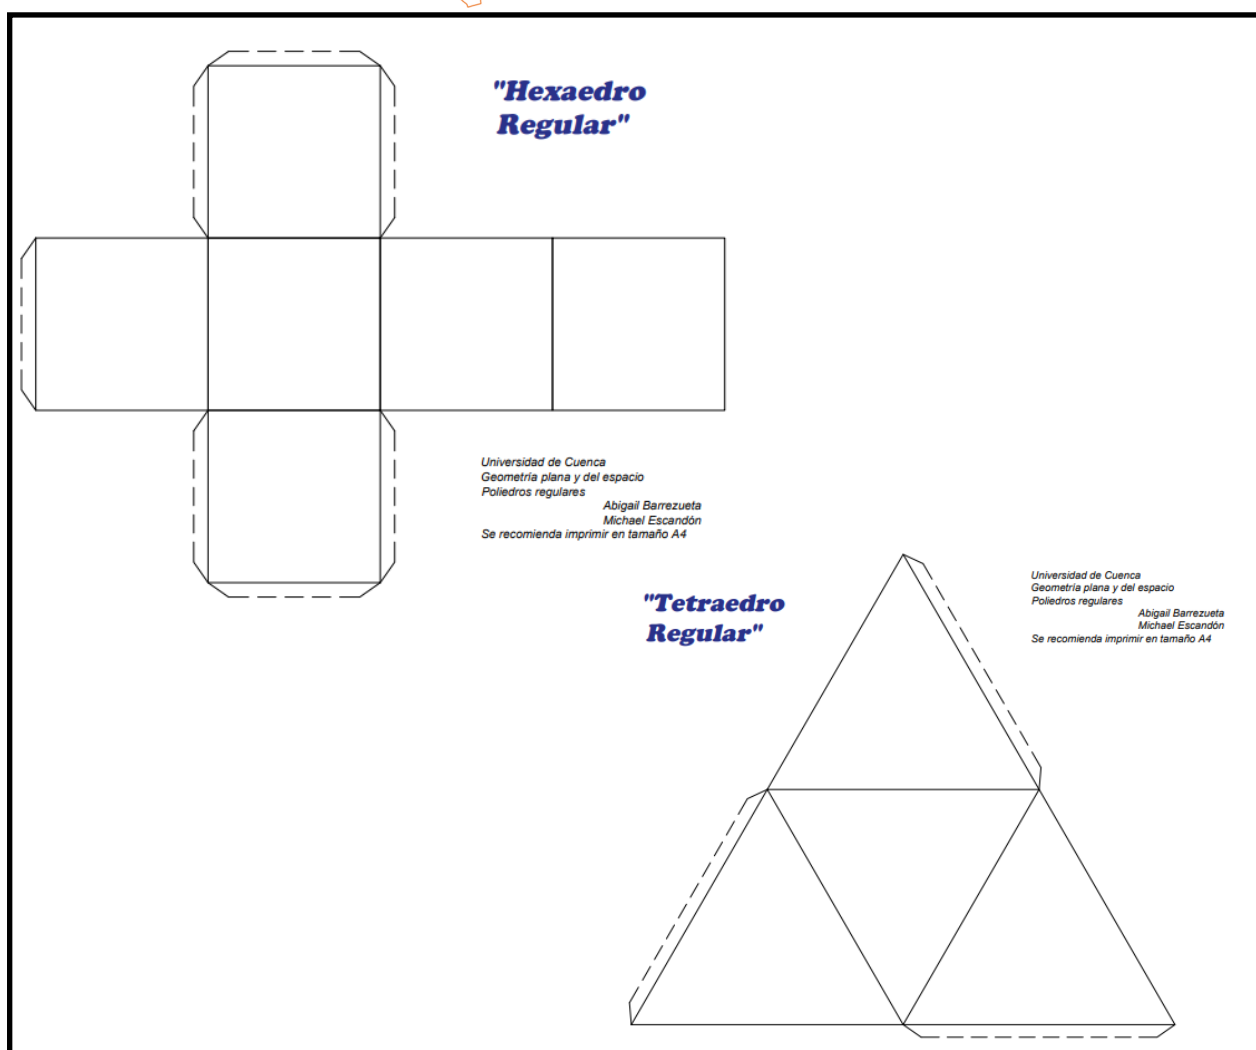 "Hexaedro
Regular"
Universidad de Cuenca
Geometría plana y del espacio
Poliedros regulares
Abigail Barrezueta
Michael Escandón
Se recomienda imprimir en tamaño A4
"Tetraedro
Regular"
Universidad de Cuenca
Geometría plana y del espacio
Poliedros regulares
Abigail Barrezueta
Michael Escandón
Se recomienda imprimir en tamaño A4